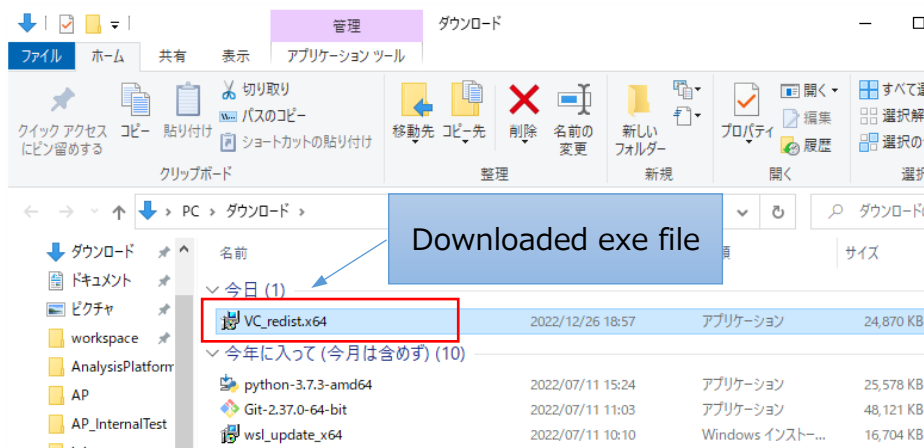 管理
ダウンロード
ファイル ホーム 共有 表示 アプリケーション ツール
クイック アクセス
にピン留めする
コピー
貼り付け
切り取り
パスのコピー
ショートカットの貼り付け
移動先
コピー先
削除
名前の
変更
新しい
フォルダー
プロパティ
開く
編集
履歴
すべて選
選択解
選択の
クリップボード
整理
新規
開く
選択
PC › ダウンロード ›
ダウンロードの
Downloaded exe file
ダウンロード
ドキュメント
ピクチャ
workspace
AnalysisPlatform
AP
AP_InternalTest
名前
サイズ
今日 (1)
VC_redist.x64 2022/12/26 18:57 アプリケーション 24,870 KB
今年に入って (今月は含めず) (10)
python-3.7.3-amd64 2022/07/11 15:24 アプリケーション 25,578 KB
Git-2.37.0-64-bit 2022/07/11 11:03 アプリケーション 48,121 KB
wsl_update_x64 2022/07/11 10:10 Windows インストー... 16,704 KB